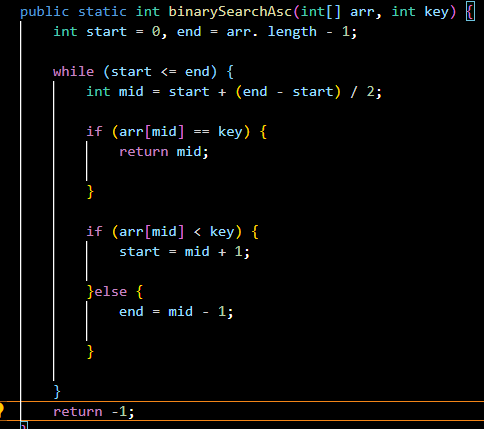 public static int binarySearchAsc(int[] arr, int key) {
    int start = 0, end = arr. length - 1;
    while (start <= end) {
        int mid = start + (end - start) / 2;
        if (arr[mid] == key) {
            return mid;
        }
        if (arr[mid] < key) {
            start = mid + 1;
        }else {
            end = mid - 1;
        }
    }
    return -1;
}